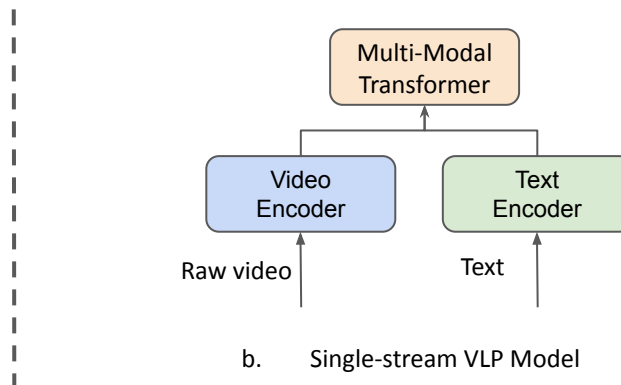 Multi-Modal
Transformer
Video
Encoder
Text
Encoder
Raw video
Text
b. Single-stream VLP Model